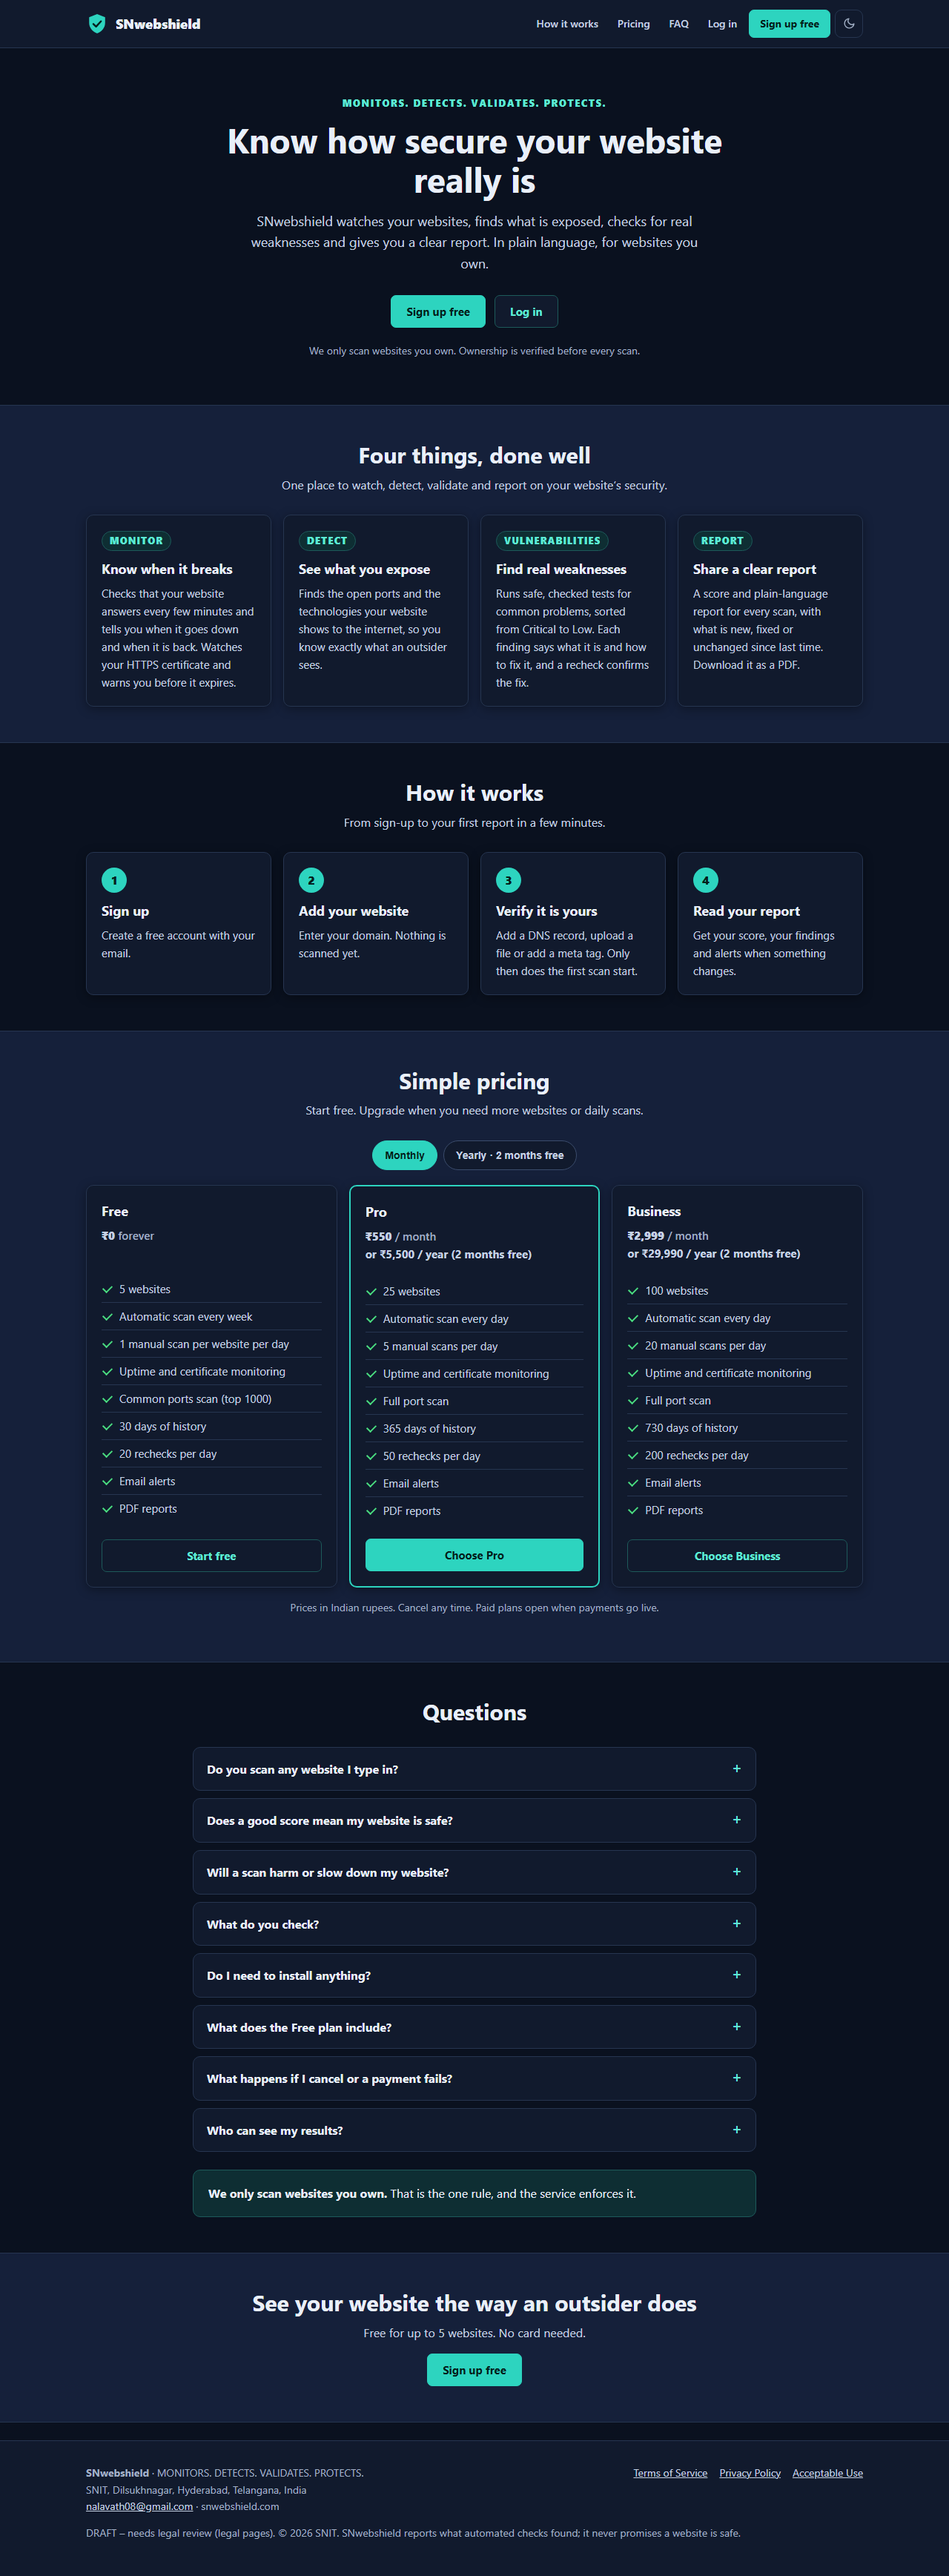 SNwebshield
How it works
Pricing
FAQ
Log in
Sign up free
MONITORS. DETECTS. VALIDATES. PROTECTS.
Know how secure your website
really is
SNwebshield watches your websites, finds what is exposed, checks for real
weaknesses and gives you a clear report. In plain language, for websites you
own.
Sign up free
Log in
We only scan websites you own. Ownership is verified before every scan.
Four things, done well
One place to watch, detect, validate and report on your website's security.
MONITOR
Know when it breaks
Checks that your website
answers every few minutes and
tells you when it goes down
and when it is back. Watches
your HTTPS certificate and
warns you before it expires.
DETECT
See what you expose
Finds the open ports and the
technologies your website
shows to the internet, so you
know exactly what an outsider
sees.
VULNERABILITIES
Find real weaknesses
Runs safe, checked tests for
common problems, sorted
from Critical to Low. Each
finding says what it is and how
to fix it, and a recheck confirms
the fix.
REPORT
Share a clear report
A score and plain-language
report for every scan, with
what is new, fixed or
unchanged since last time.
Download it as a PDF.
How it works
From sign-up to your first report in a few minutes.
1
Sign up
Create a free account with your
email.
2
Add your website
Enter your domain. Nothing is
scanned yet.
3
Verify it is yours
Add a DNS record, upload a
file or add a meta tag. Only
then does the first scan start.
4
Read your report
Get your score, your findings
and alerts when something
changes.
Simple pricing
Start free. Upgrade when you need more websites or daily scans.
Monthly
Yearly · 2 months free
Free
₹0 forever
5 websites
Automatic scan every week
1 manual scan per website per day
Uptime and certificate monitoring
Common ports scan (top 1000)
30 days of history
20 rechecks per day
Email alerts
PDF reports
Start free
Pro
₹550 / month
or ₹5,500 / year (2 months free)
25 websites
Automatic scan every day
5 manual scans per day
Uptime and certificate monitoring
Full port scan
365 days of history
50 rechecks per day
Email alerts
PDF reports
Choose Pro
Business
₹2,999 / month
or ₹29,990 / year (2 months free)
100 websites
Automatic scan every day
20 manual scans per day
Uptime and certificate monitoring
Full port scan
730 days of history
200 rechecks per day
Email alerts
PDF reports
Choose Business
Prices in Indian rupees. Cancel any time. Paid plans open when payments go live.
Questions
Do you scan any website I type in? +
Does a good score mean my website is safe? +
Will a scan harm or slow down my website? +
What do you check? +
Do I need to install anything? +
What does the Free plan include? +
What happens if I cancel or a payment fails? +
Who can see my results? +
We only scan websites you own. That is the one rule, and the service enforces it.
See your website the way an outsider does
Free for up to 5 websites. No card needed.
Sign up free
SNwebshield · MONITORS. DETECTS. VALIDATES. PROTECTS.
SNIT, Dilsukhnagar, Hyderabad, Telangana, India
nalavath08@gmail.com · snwebshield.com
Terms of Service
Privacy Policy
Acceptable Use
DRAFT – needs legal review (legal pages). © 2026 SNIT. SNwebshield reports what automated checks found; it never promises a website is safe.